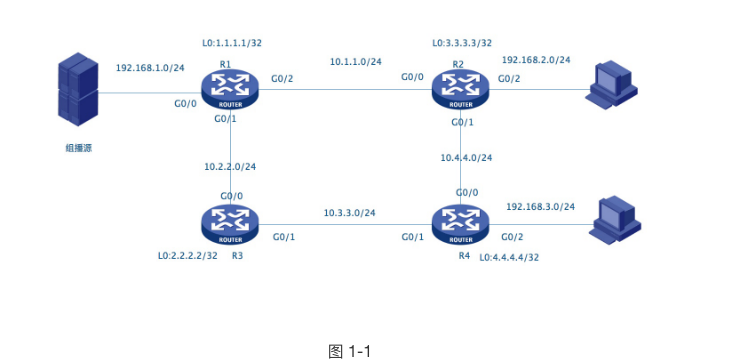 L0:1.1.1.1/32
L0:3.3.3.3/32
192.168.1.0/24
R1
10.1.1.0/24
R2
192.168.2.0/24
G0/2
G0/0
G0/2
G0/0
ROUTER
ROUTER
G0/1
G0/1
组播源
10.2.2.0/24
10.4.4.0/24
G0/0
G0/0
192.168.3.0/24
10.3.3.0/24
ROUTER
G0/1
G0/1
ROUTER
G0/2
L0:2.2.2.2/32
R3
R4
L0:4.4.4.4/32
图 1-1